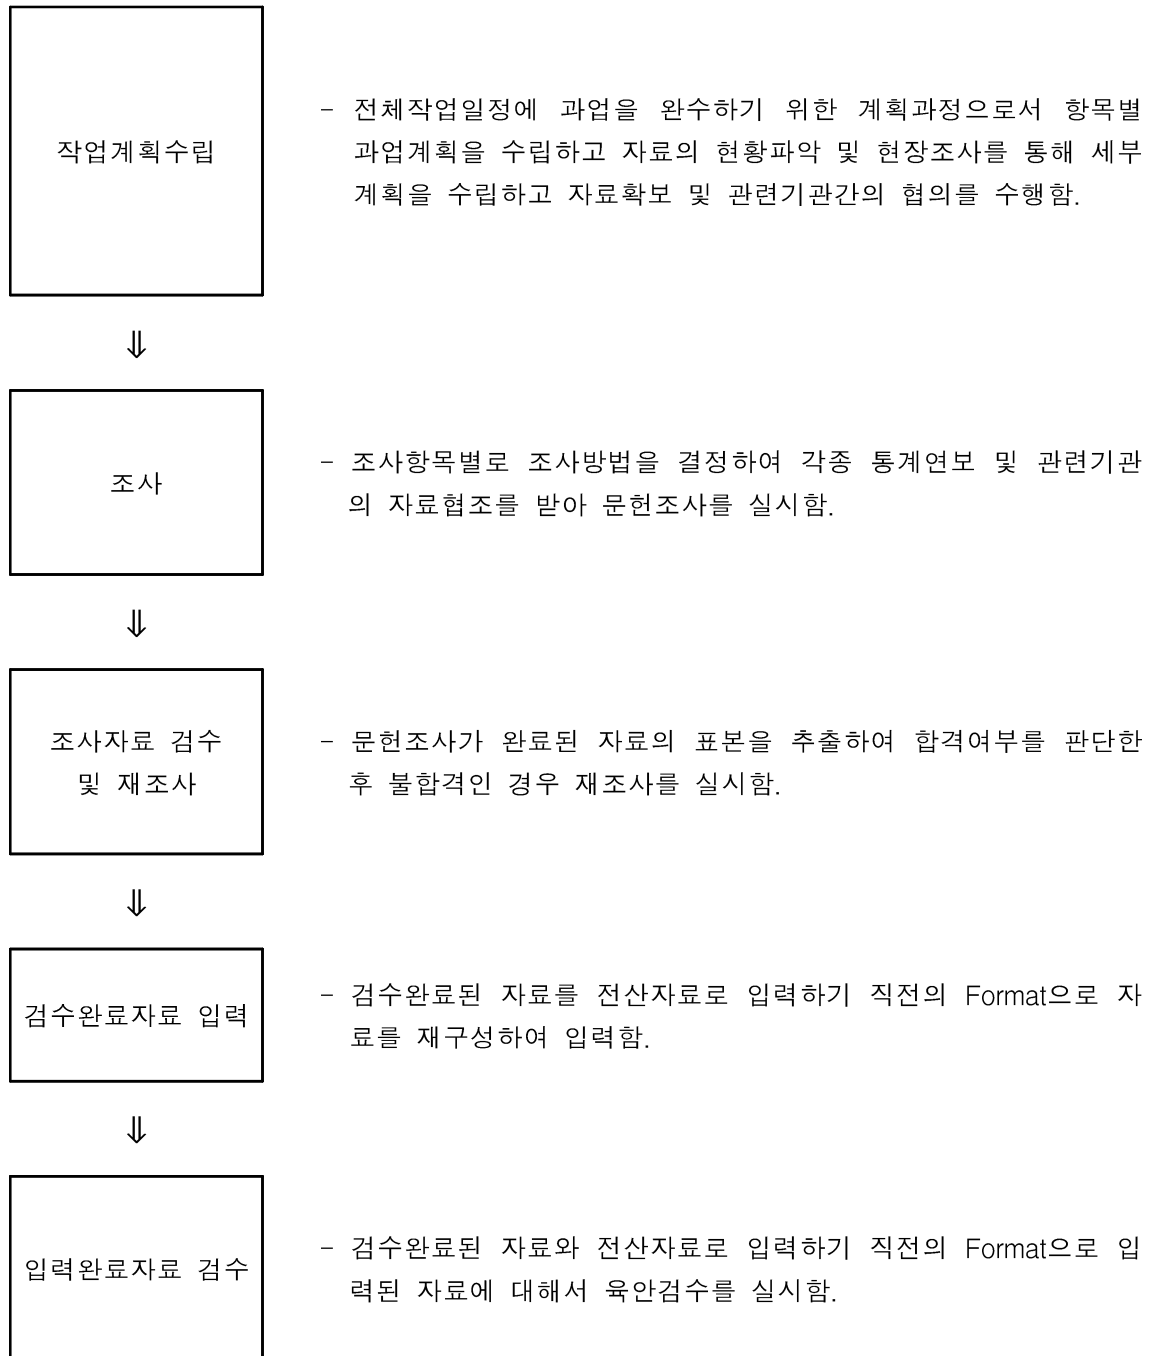 작업계획수립
- 전체작업일정에 과업을 완수하기 위한 계획과정으로서 항목별
과업계획을 수립하고 자료의 현황파악 및 현장조사를 통해 세부
계획을 수립하고 자료확보 및 관련기관간의 협의를 수행함.
⇓
조사
- 조사항목별로 조사방법을 결정하여 각종 통계연보 및 관련기관
의 자료협조를 받아 문헌조사를 실시함.
⇓
조사자료 검수
및 재조사
- 문헌조사가 완료된 자료의 표본을 추출하여 합격여부를 판단한
후 불합격인 경우 재조사를 실시함.
⇓
검수완료자료 입력
- 검수완료된 자료를 전산자료로 입력하기 직전의 Format으로 자
료를 재구성하여 입력함.
⇓
입력완료자료 검수
- 검수완료된 자료와 전산자료로 입력하기 직전의 Format으로 입
력된 자료에 대해서 육안검수를 실시함.